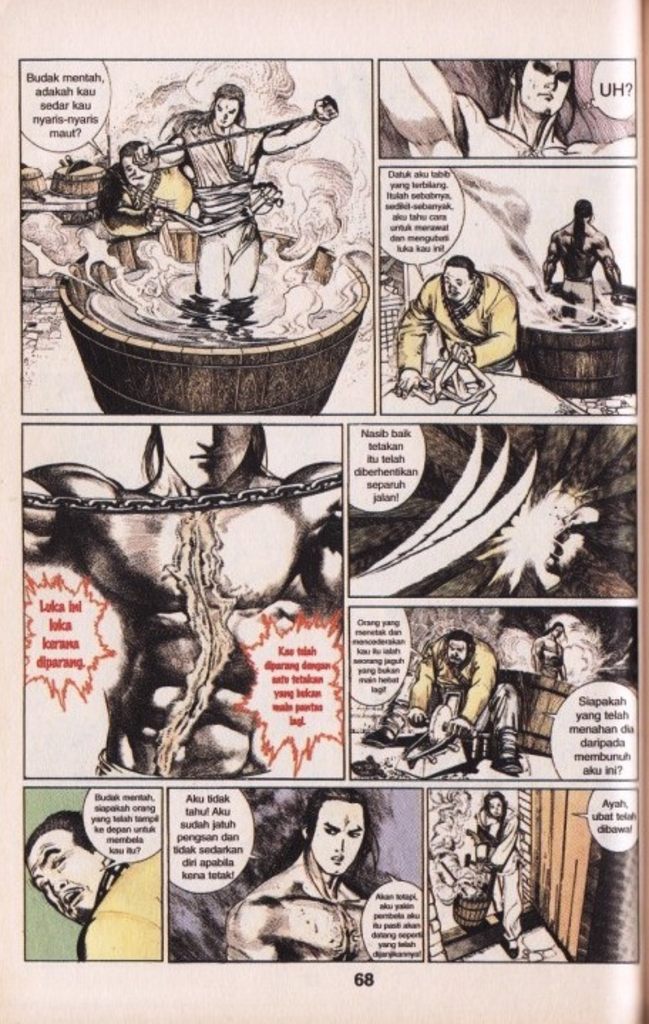 Budak mentah,
adakah kau
sedar kau
nyaris-nyaris
maut?
UH?
Datuk aku tabib
yang terbilang.
Itulah sebabnya,
sedikit-sebanyak,
aku tahu cara
untuk merawat
dan mengubati
luka kau ini!
Luka ini
luka
kerana
diparang.
Kau telah
diparang dengan
satu tetakan
yang bukan
main pantas
lagi.
Nasib baik
tetakan
itu telah
diberhentikan
separuh
jalan!
Orang yang
menetak dan
mencederakan
kau itu ialah
seorang jaguh
yang bukan
main hebat
lagi!
Siapakah
yang telah
menahan dia
daripada
membunuh
aku ini?
Budak mentah,
siapakah orang
yang telah tampil
ke depan untuk
membela
kau itu?
Aku tidak
tahu! Aku
sudah jatuh
pengsan dan
tidak sedarkan
diri apabila
kena tetak!
Akan tetapi,
aku yakin
pembela aku
itu pasti akan
datang seperti
yang telah
dijanjikannya!
Ayah,
ubat telah
dibawa!
68